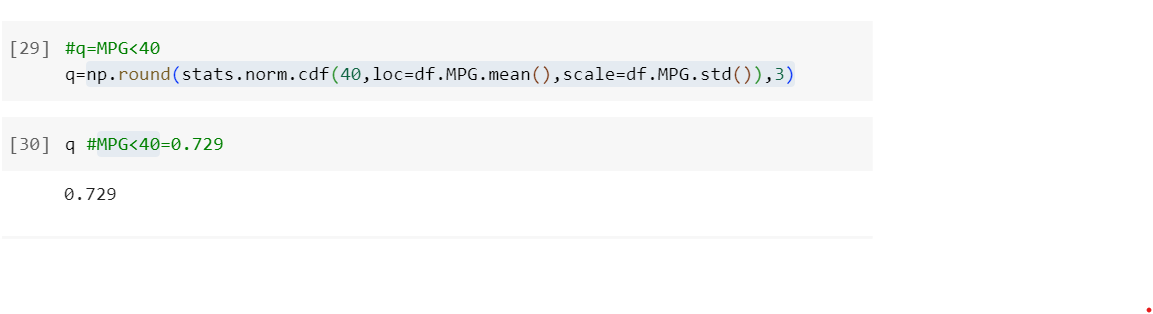 [29] #q=MPG<40
q=np.round(stats.norm.cdf(40,loc=df.MPG.mean(),scale=df.MPG.std()),3)
[30] q #MPG<40=0.729
0.729